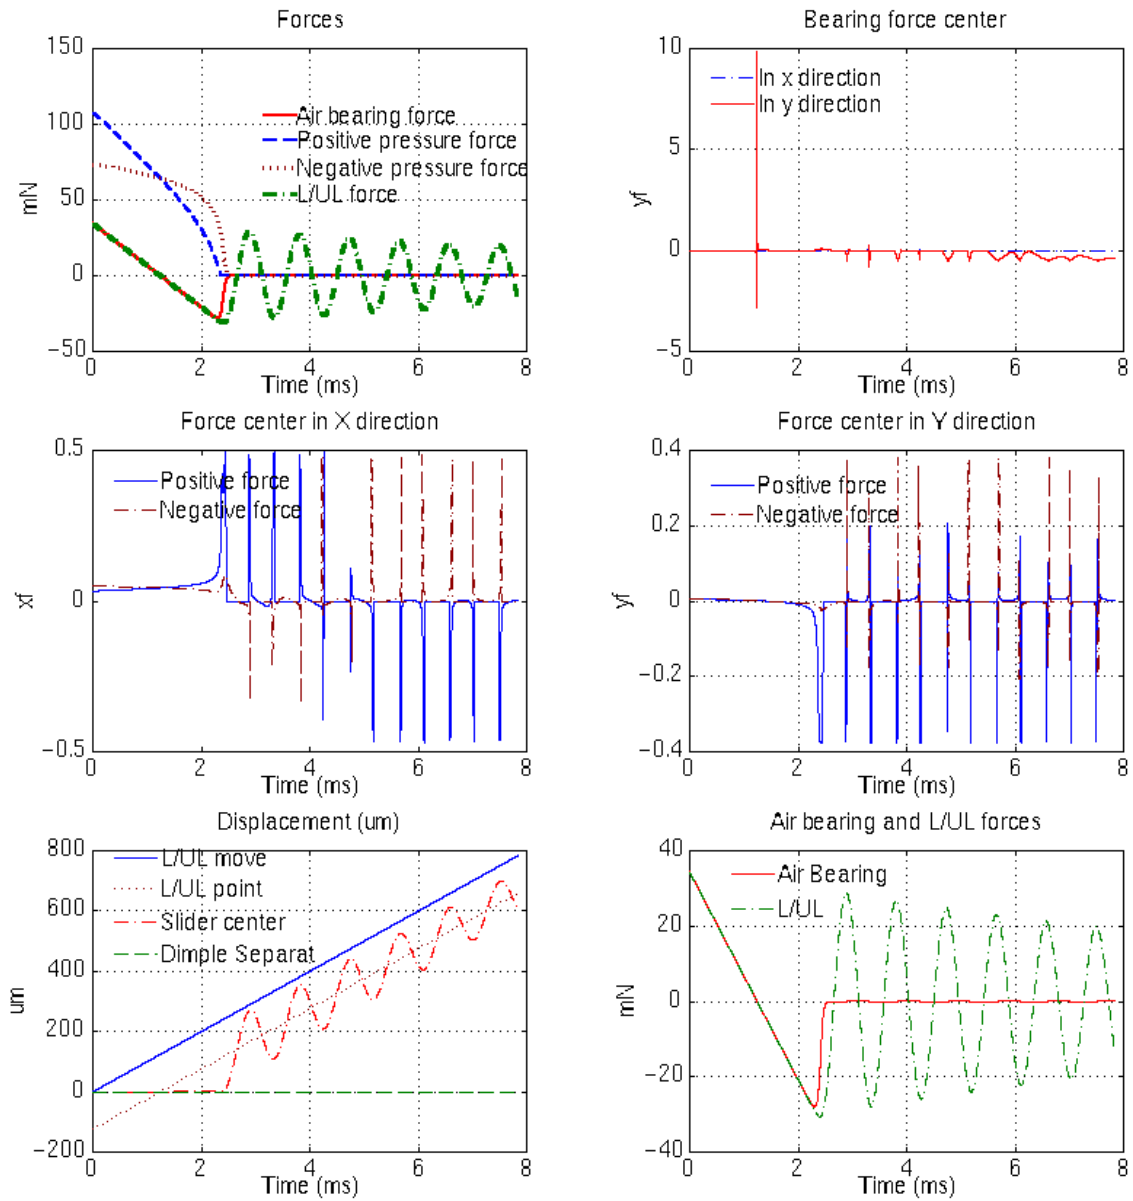 Forces
150
100
50
0
−50
mN
Air bearing force
Positive pressure force
Negative pressure force
L/UL force
0 2 4 6 8
Time (ms)
Bearing force center
10
5
0
−5
yf
In x direction
In y direction
0 2 4 6 8
Time (ms)
Force center in X direction
0.5
0
−0.5
xf
Positive force
Negative force
0 2 4 6 8
Time (ms)
Force center in Y direction
0.4
0.2
0
−0.2
−0.4
yf
Positive force
Negative force
0 2 4 6 8
Time (ms)
Displacement (um)
800
600
400
200
0
−200
um
L/UL move
L/UL point
Slider center
Dimple Separat
0 2 4 6 8
Time (ms)
Air bearing and L/UL forces
40
20
0
−20
−40
mN
Air Bearing
L/UL
0 2 4 6 8
Time (ms)